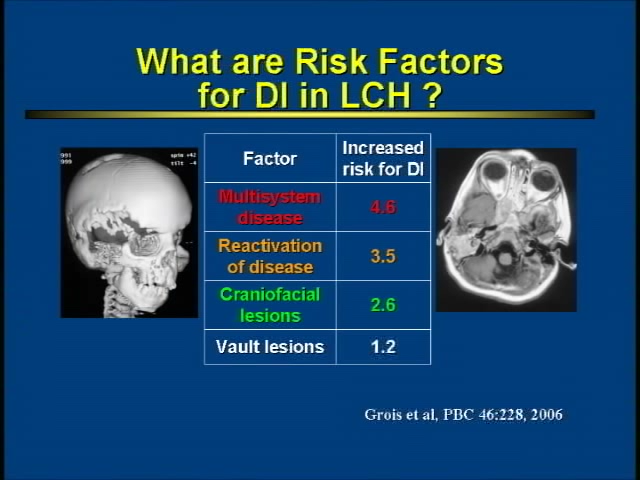 What are Risk Factors
for DI in LCH ?
Factor
Increased
risk for DI
Multisystem
disease
4.6
Reactivation
of disease
3.5
Craniofacial
lesions
2.6
Vault lesions
1.2
Grois et al, PBC 46:228, 2006